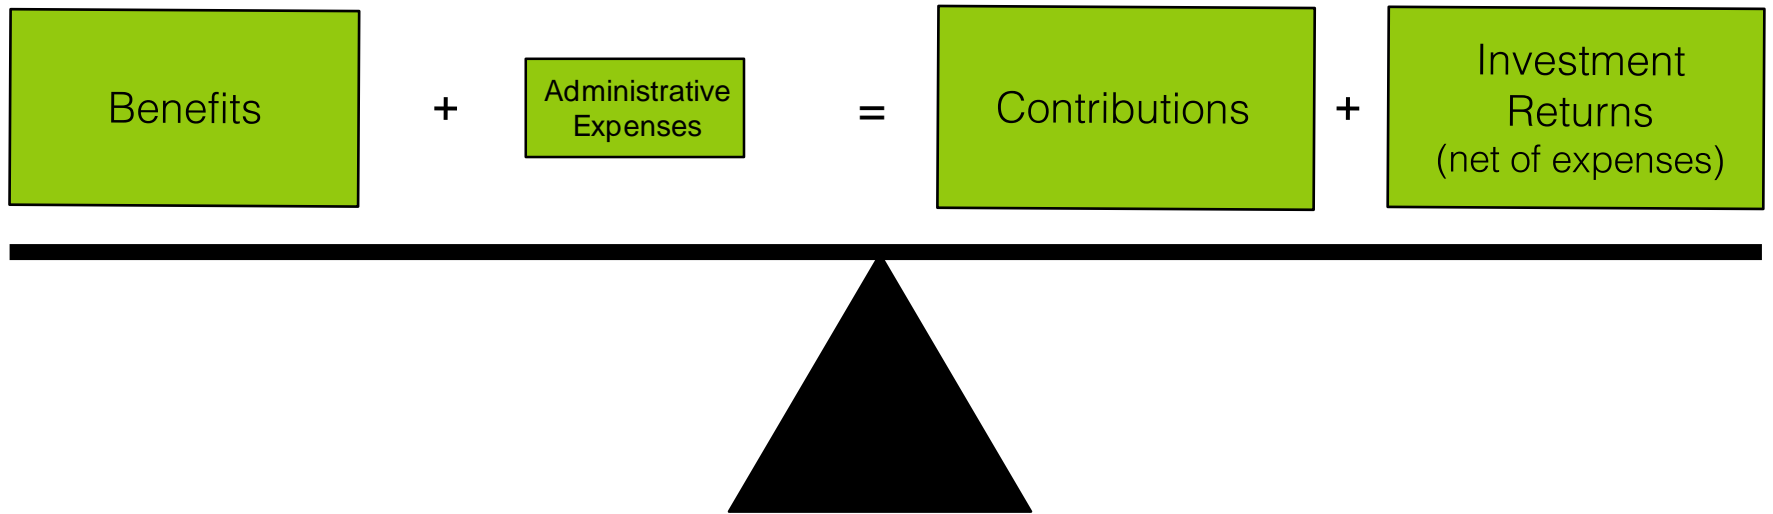 Benefits
+
Administrative
Expenses
=
Contributions
+
Investment
Returns
(net of expenses)